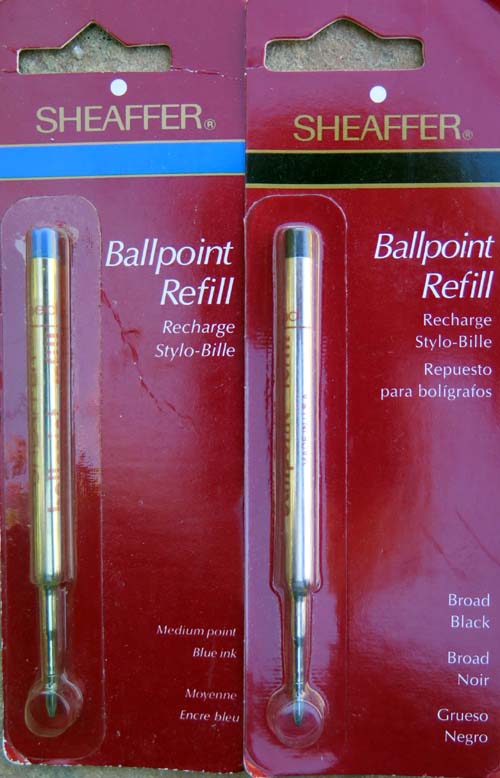 SHEAFFER®
Ballpoint
Refill
Recharge
Stylo-Bille
Medium point
Blue ink
Moyenne
Encre bleu
SHEAFFER®
Ballpoint
Refill
Recharge
Stylo-Bille
Repuesto
para bolígrafos
Broad
Black
Broad
Noir
Grueso
Negro